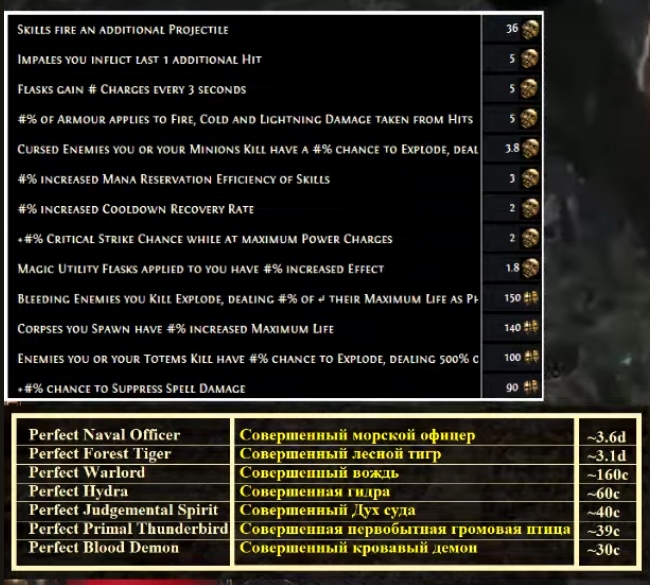 Skills fire an additional Projectile 36
Impales you inflict last 1 additional Hit 5
Flasks gain # Charges every 3 seconds 5
#% of Armour applies to Fire, Cold and Lightning Damage taken from Hits 5
Cursed Enemies you or your Minions Kill have a #% chance to Explode, deal 3.8
#% increased Mana Reservation Efficiency of Skills 3
#% increased Cooldown Recovery Rate 2
+#% Critical Strike Chance while at maximum Power Charges 2
Magic Utility Flasks applied to you have #% increased Effect 1.8
Bleeding Enemies you Kill Explode, dealing #% of ↲ their Maximum Life as Ph 150
Corpses you Spawn have #% increased Maximum Life 140
Enemies you or your Totems Kill have #% chance to Explode, dealing 500% o 100
+#% chance to Suppress Spell Damage 90
Perfect Naval Officer Совершенный морской офицер ~3.6d
Perfect Forest Tiger Совершенный лесной тигр ~3.1d
Perfect Warlord Совершенный вождь ~160c
Perfect Hydra Совершенная гидра ~60c
Perfect Judgemental Spirit Совершенный Дух суда ~40c
Perfect Primal Thunderbird Совершенная первобытная громовая птица ~39c
Perfect Blood Demon Совершенный кровавый демон ~30c